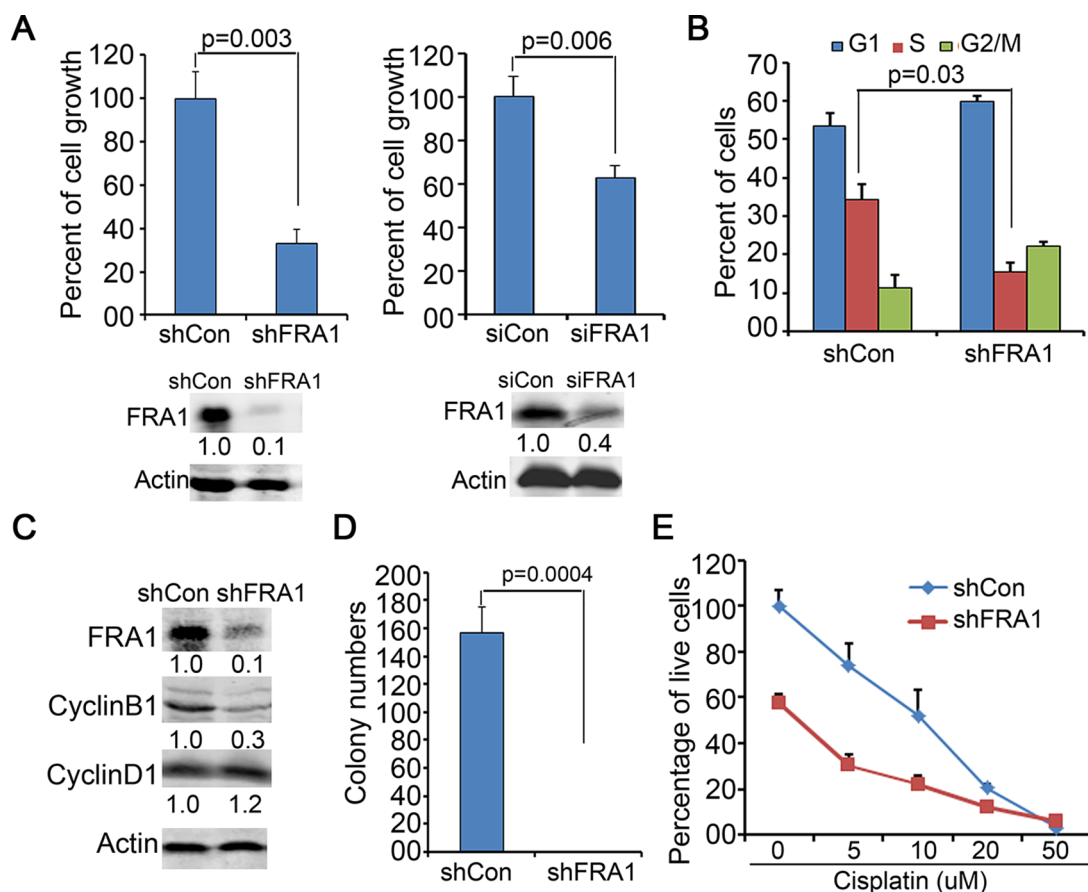 A
p=0.003
120
100
80
60
40
20
00
Percent of cell growth
shCon shFRA1
shCon shFRA1
FRA1
1.0 0.1
Actin
p=0.006
120
100
80
60
40
20
00
Percent of cell growth
siCon siFRA1
siCon siFRA1
FRA1
1.0 0.4
Actin
B
G1 S G2/M
p=0.03
70
60
50
40
30
20
10
00
Percent of cells
shCon shFRA1
C
shCon shFRA1
FRA1
1.0 0.1
CyclinB1
1.0 0.3
CyclinD1
1.0 1.2
Actin
D
p=0.0004
200
180
160
140
120
100
80
60
40
20
00
Colony numbers
shCon shFRA1
E
120
100
80
60
40
20
00
Percentage of live cells
shCon
shFRA1
0 5 10 20 50
Cisplatin (uM)